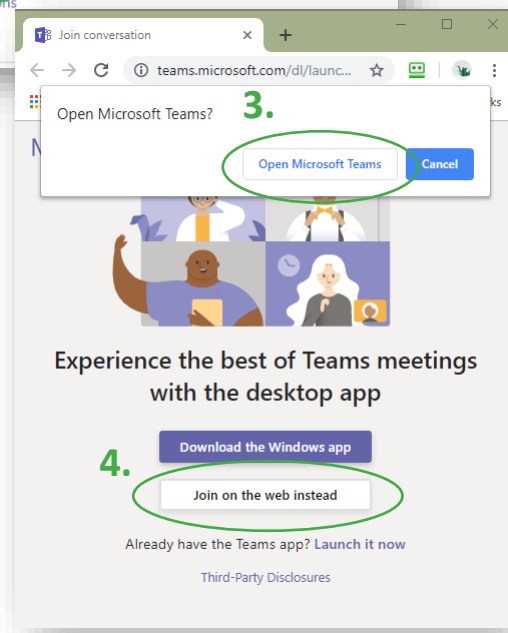 Join conversation
teams.microsoft.com/dl/launc...
Open Microsoft Teams?
3.
Open Microsoft Teams
Cancel
Experience the best of Teams meetings
with the desktop app
Download the Windows app
4.
Join on the web instead
Already have the Teams app? Launch it now
Third-Party Disclosures